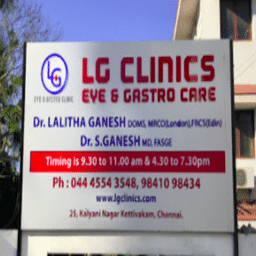 LG
EYE & GASTRO CLINIC
LG CLINICS
EYE & GASTRO CARE
Dr. LALITHA GANESH DOMS, MRCO(London),FRCS(Edin)
Dr. S.GANESH MD, FASGE
Timing is 9.30 to 11.00 am & 4.30 to 7.30pm
Ph : 044 4554 3548, 98410 98434
www.lgclinics.com
25, Kalyani Nagar Kottivakam, Chennai.